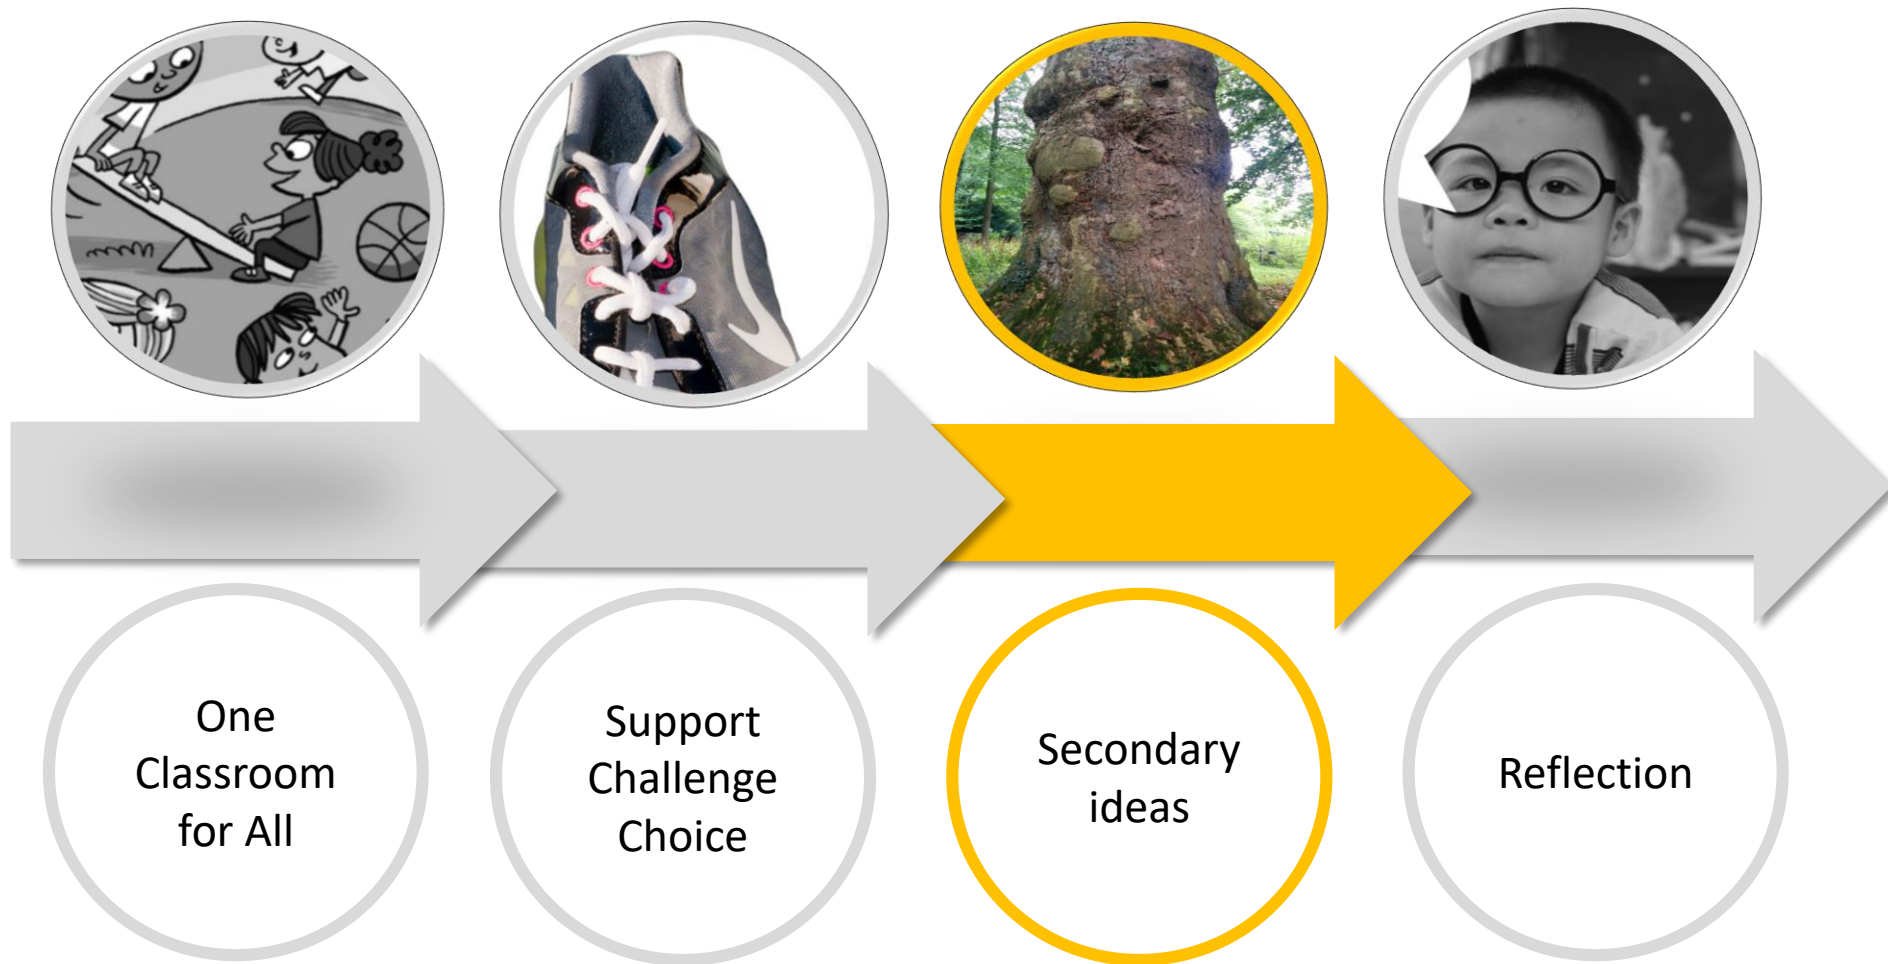 One
Classroom
for All
Support
Challenge
Choice
Secondary
ideas
Reflection